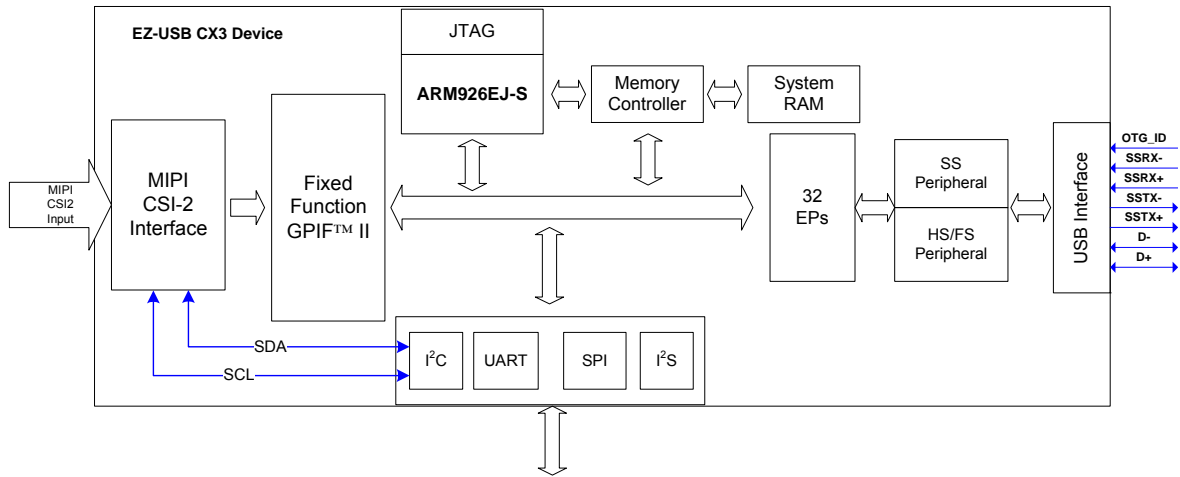 EZ-USB CX3 Device
JTAG
ARM926EJ-S
Memory
Controller
System
RAM
MIPI
CSI2
Input
MIPI
CSI-2
Interface
Fixed
Function
GPIF™ II
32
EPs
SS
Peripheral
HS/FS
Peripheral
USB Interface
OTG_ID
SSRX-
SSRX+
SSTX-
SSTX+
D-
D+
SDA
SCL
I²C
UART
SPI
I²S